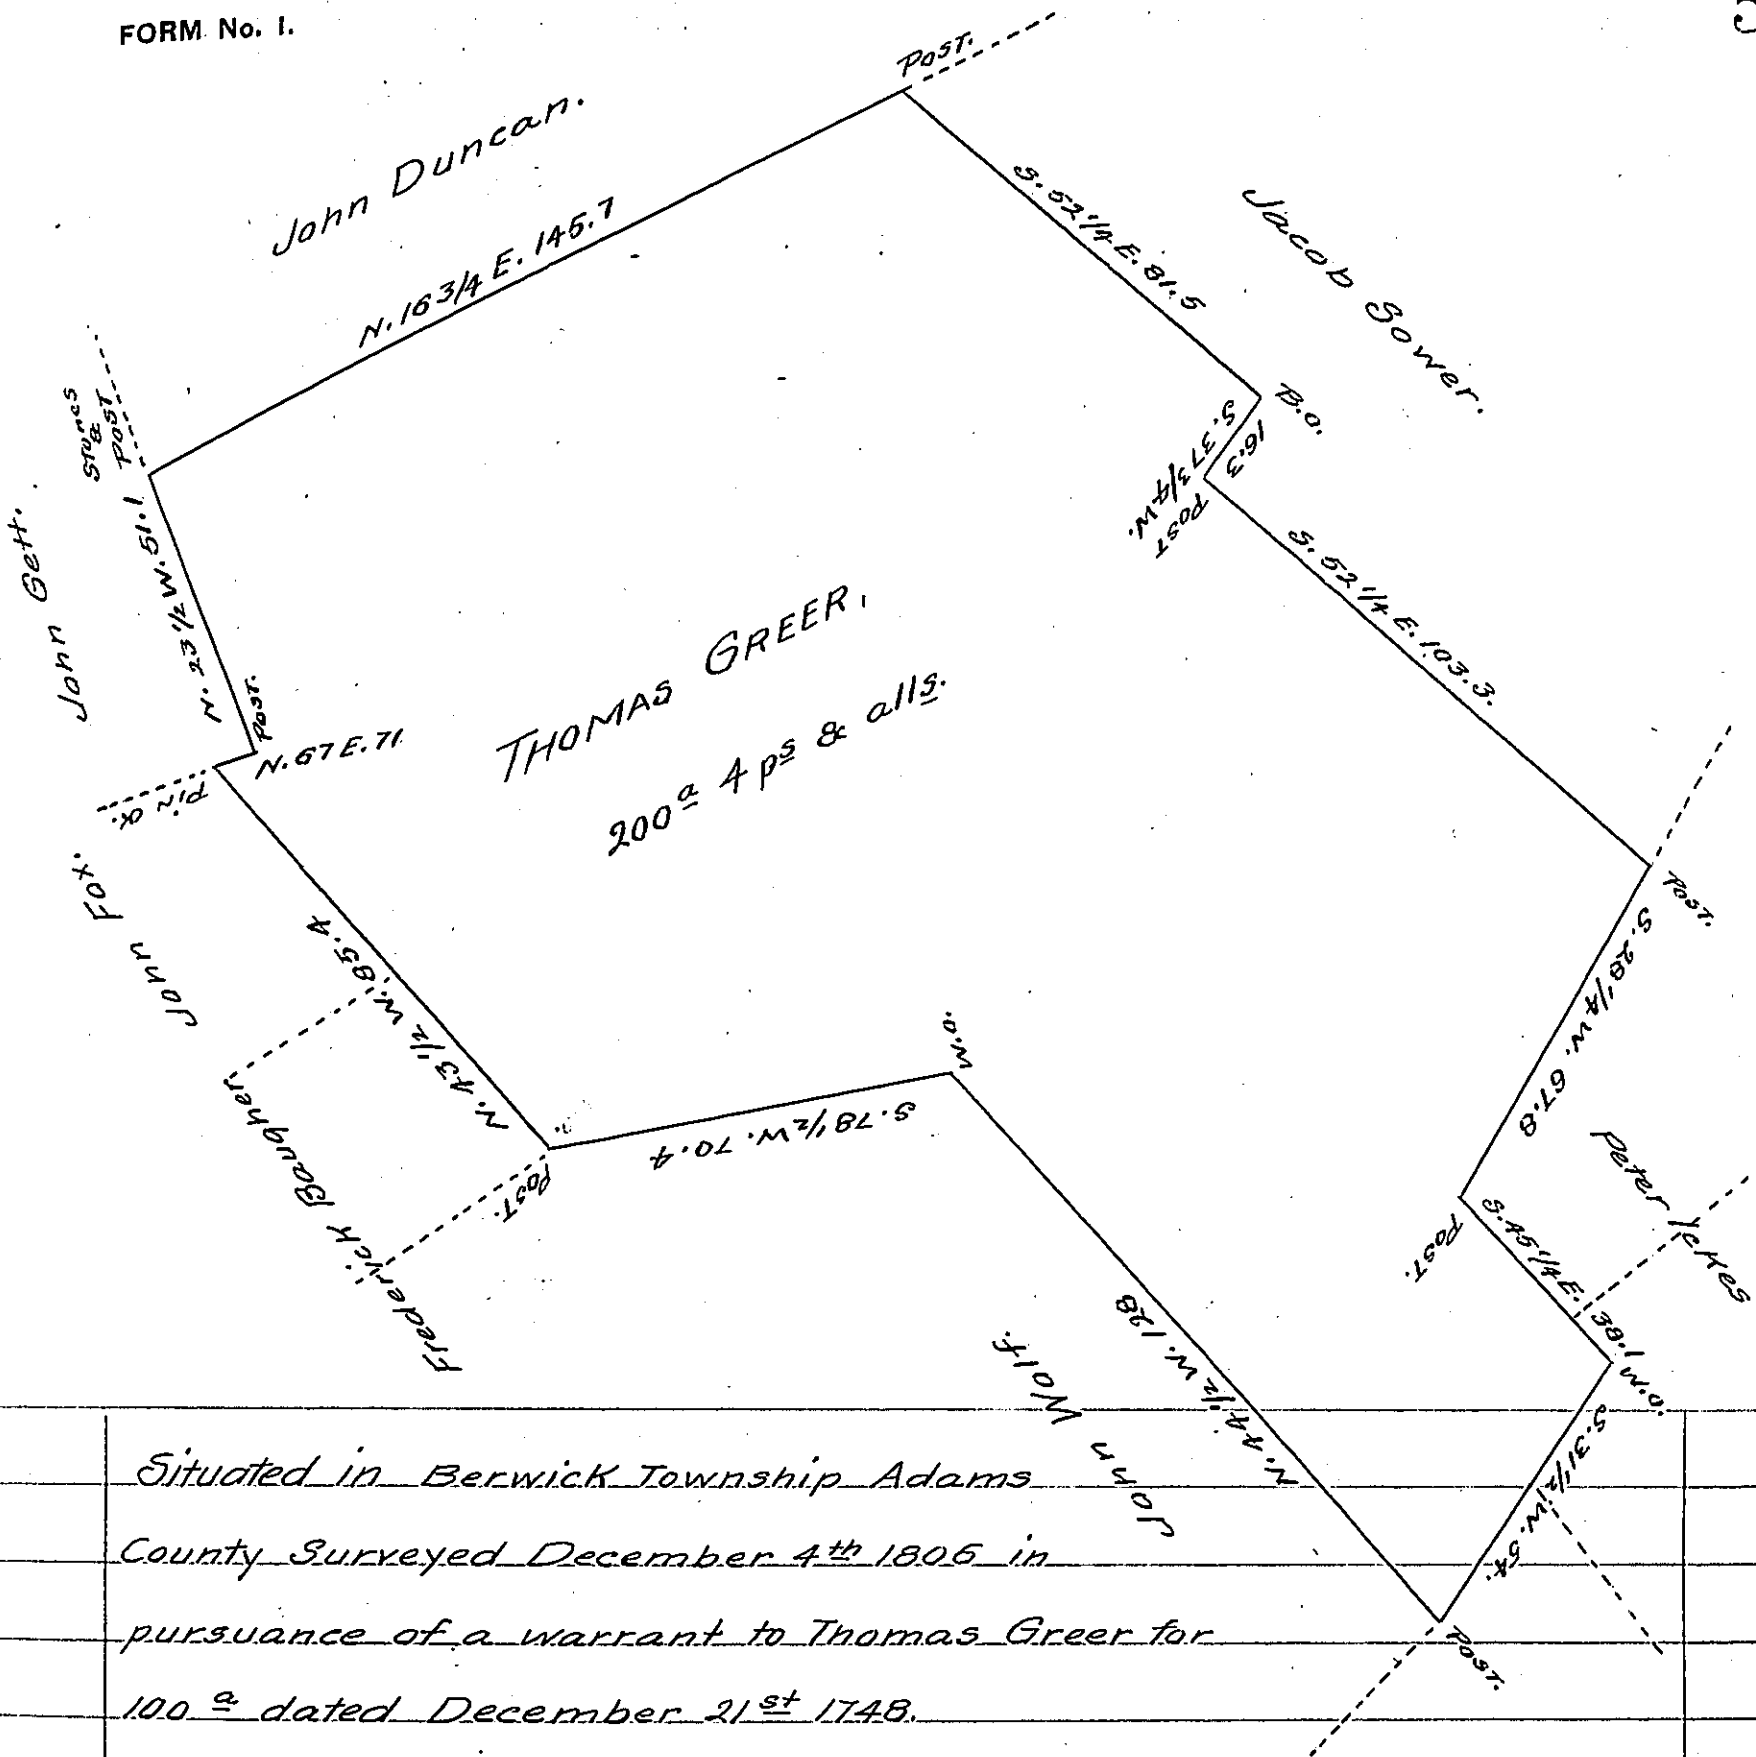 FORM No. 1.
Post.
John Duncan.
N. 16 3/4 E. 145.7
S. 52 1/4 E. 81.5
Jacob Sower.
B.O.
S. 37 3/4 W.
16.3
Post
Stones
&
Post
N. 23 1/2 W. 51.1
John Gett.
Post.
N. 67 E. 71
Pin O.
S. 52 1/4 E. 103.3.
THOMAS GREER.
200 a 4 ps & alls.
Post.
S. 28 1/4 W. 67.8
John Fox.
N. 43 1/2 W. 85.4
Frederick Baugher
Post.
S. 78 1/2 W. 70.4
W.O.
Peter Ickes
Post.
S. 45 1/4 E. 38.1
W.O.
N. 44 1/2 W. 128
John Wolf.
S. 31 1/2 W. 54.
Post.
Situated in Berwick Township Adams
County Surveyed December 4th 1806 in
pursuance of a warrant to Thomas Greer for
100 a dated December 21st 1748.